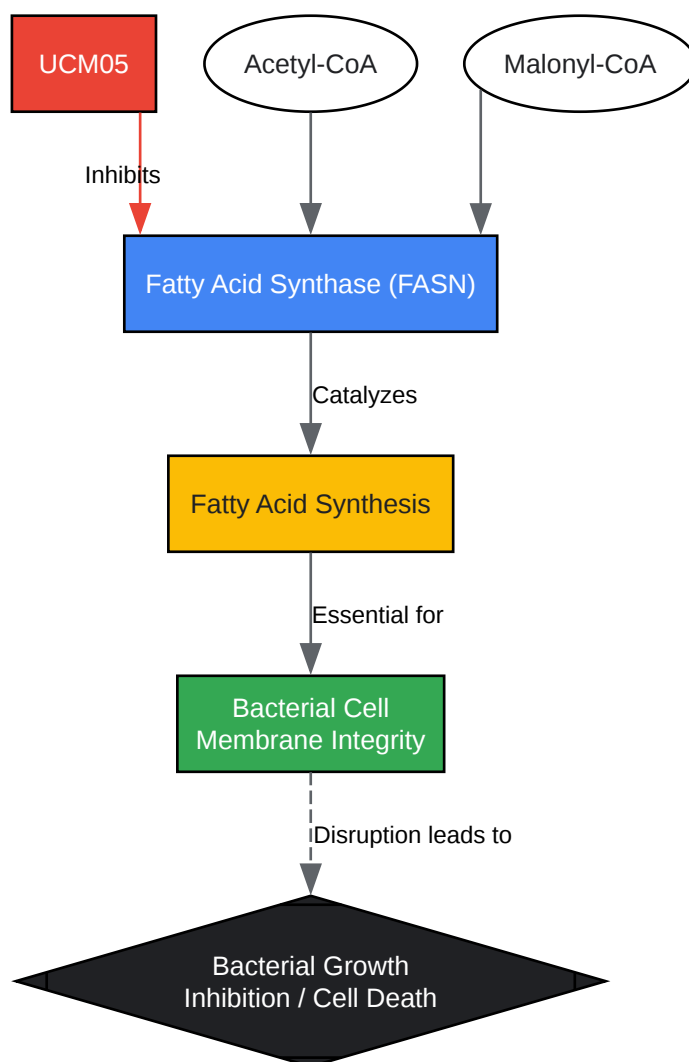 UCM05
Acetyl-CoA
Malonyl-CoA
Inhibits
Fatty Acid Synthase (FASN)
Catalyzes
Fatty Acid Synthesis
Essential for
Bacterial Cell
Membrane Integrity
Disruption leads to
Bacterial Growth
Inhibition / Cell Death